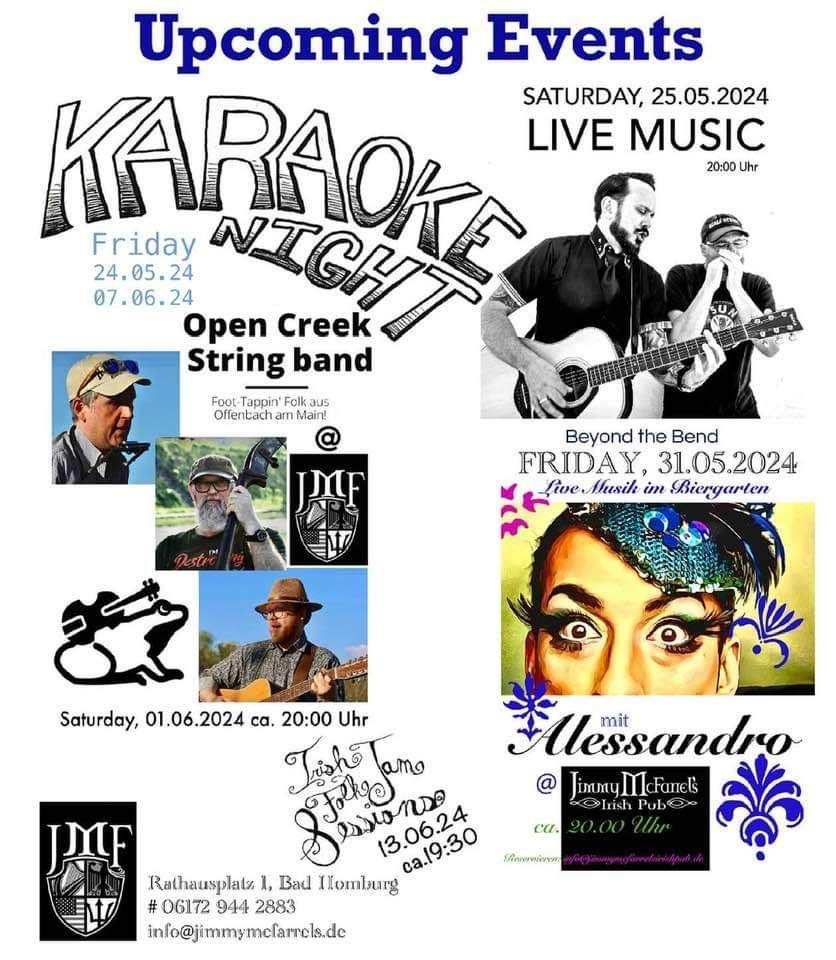 Upcoming Events
KARAOKE
NIGHT
Friday
24.05.24
07.06.24
SATURDAY, 25.05.2024
LIVE MUSIC
20:00 Uhr
Beyond the Bend
Open Creek
String band
Foot-Tappin' Folk aus
Offenbach am Main!
@
JMF
Saturday, 01.06.2024 ca. 20:00 Uhr
FRIDAY, 31.05.2024
Live Musik im Biergarten
mit
Alessandro
@ Jimmy McFarrel's
Irish Pub
ca. 20.00 Uhr
Reservieren:
Irish Jam
Folk
Sessions
13.06.24
ca.19:30
JMF
Rathausplatz 1, Bad Homburg
# 06172 944 2883
info@jimmymcfarrels.de